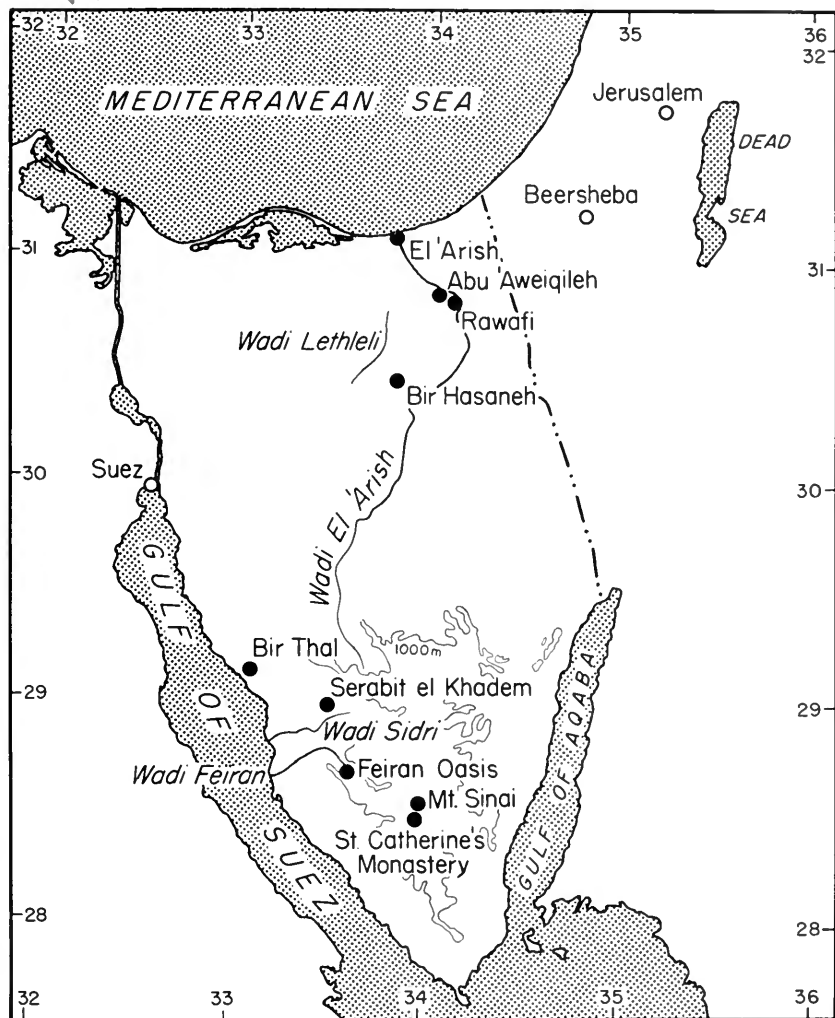 32 32 33 34 35 36
32
MEDITERRANEAN SEA
Jerusalem
DEAD
SEA
Beersheba
31
31
El 'Arish
Abu 'Aweiqileh
Rawafi
Wadi Lethleli
Bir Hasaneh
Suez
30
30
Wadi El 'Arish
GULF OF SUEZ
1000m
Bir Thal
29
29
Serabit el Khadem
Wadi Sidri
Wadi Feiran
Feiran Oasis
Mt. Sinai
St. Catherine's
Monastery
GULF OF AQABA
28
28
32 33 34 35 36